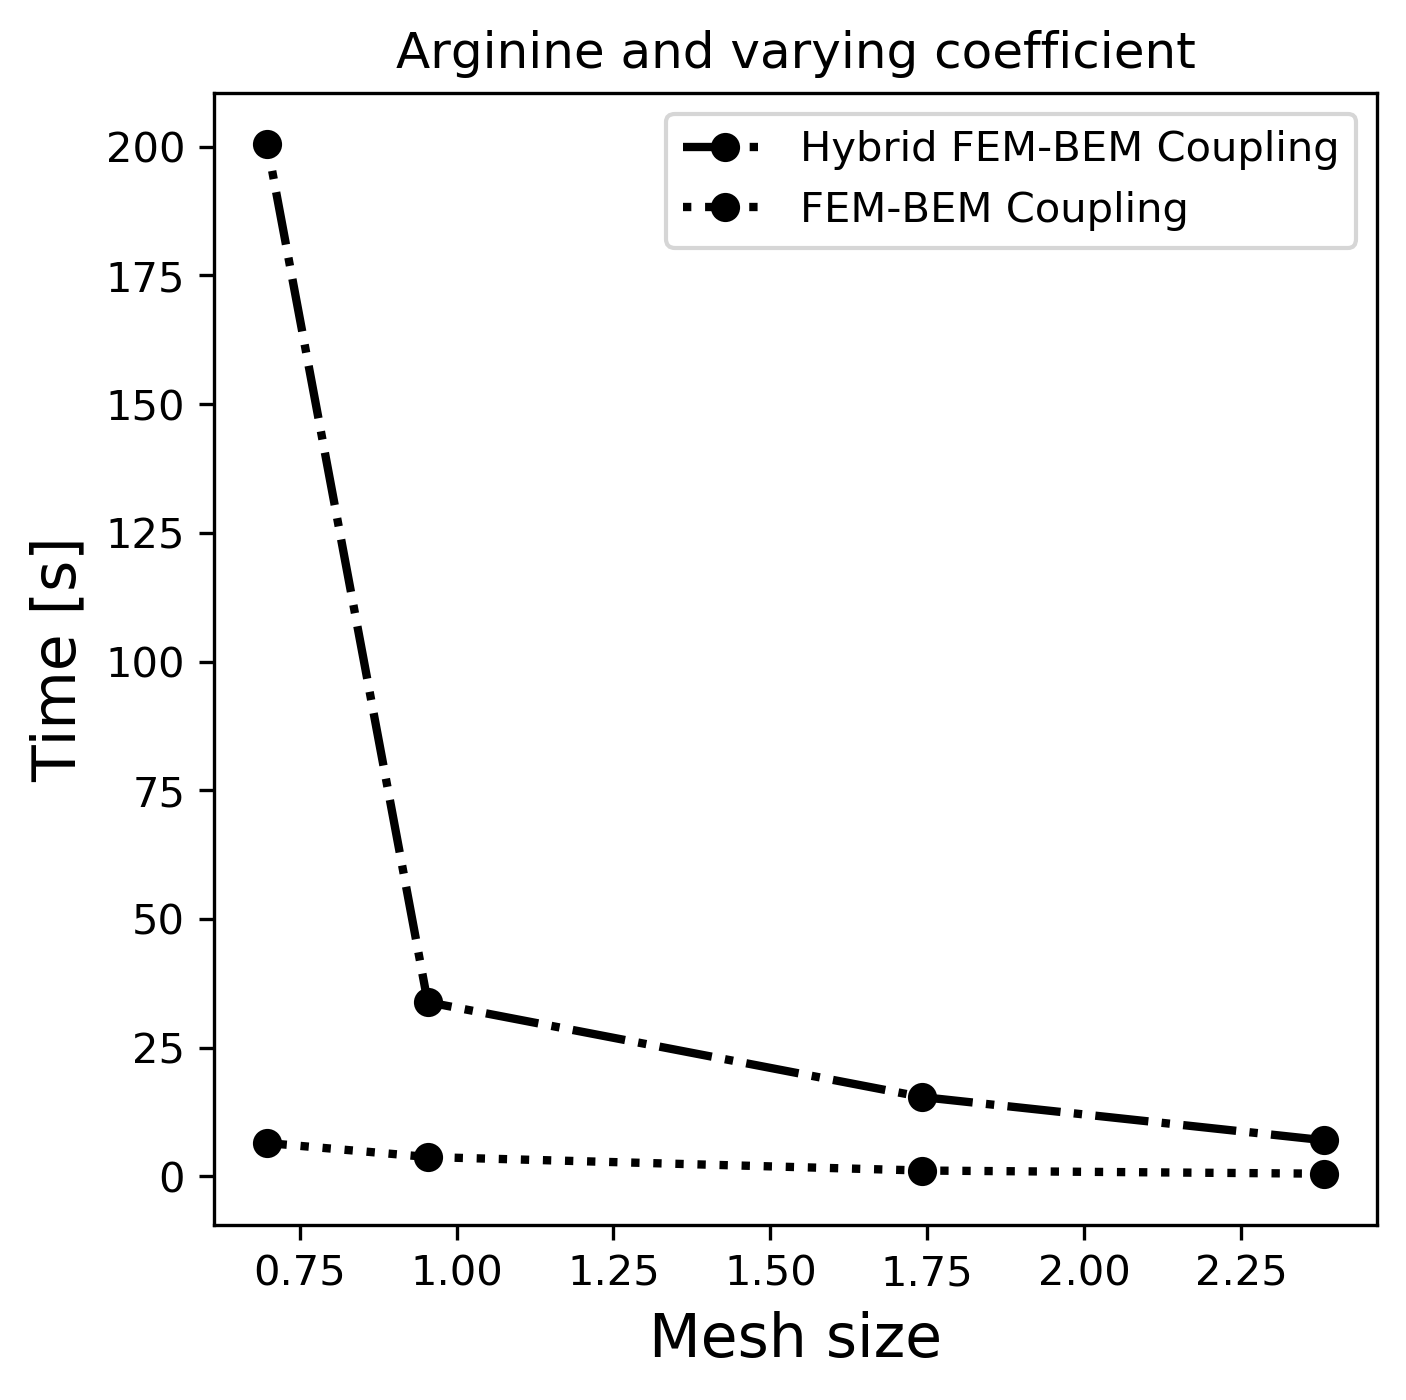 Arginine and varying coefficient
Hybrid FEM-BEM Coupling
FEM-BEM Coupling
Time [s]
200
175
150
125
100
75
50
25
0
0.75 1.00 1.25 1.50 1.75 2.00 2.25
Mesh size